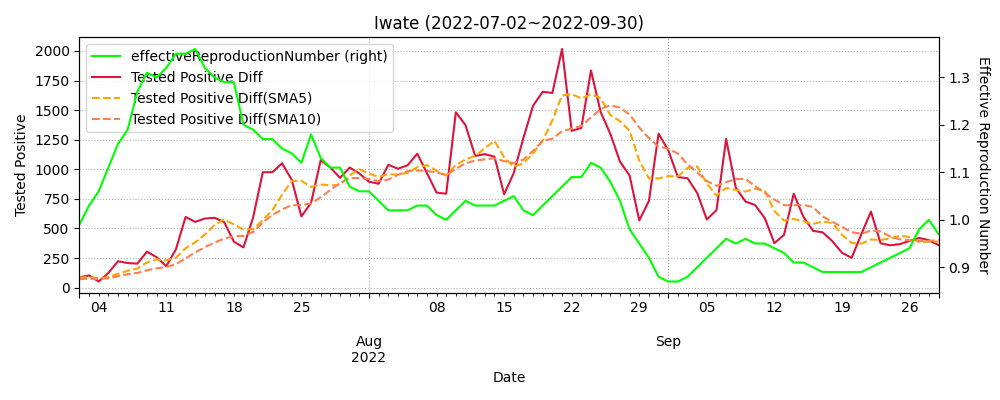 Iwate (2022-07-02~2022-09-30)
effectiveReproductionNumber (right)
Tested Positive Diff
Tested Positive Diff(SMA5)
Tested Positive Diff(SMA10)
Tested Positive
2000
1750
1500
1250
1000
750
500
250
0
Effective Reproduction Number
1.3
1.2
1.1
1.0
0.9
04 11 18 25 08 15 22 29 05 12 19 26
Aug Sep
2022
Date